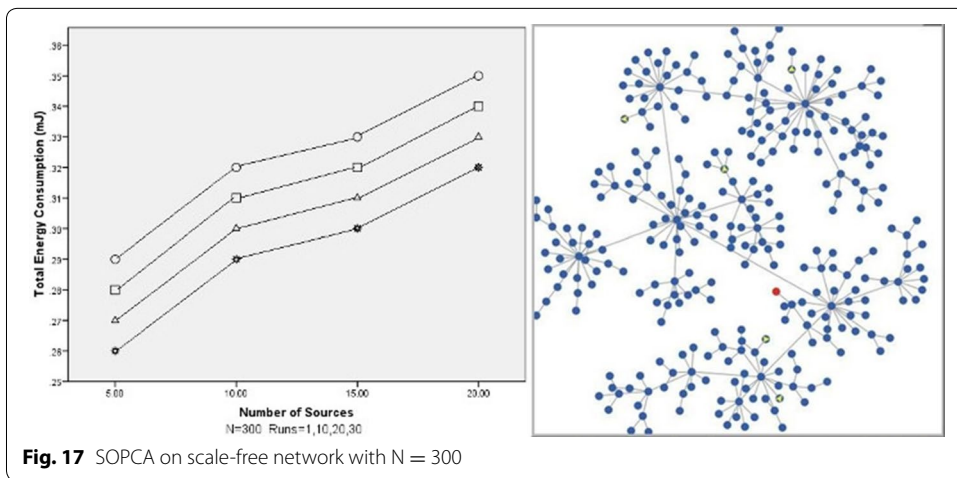 .36
.35
.34
.33
.32
.31
.30
.29
.28
.27
.26
.25
Total Energy Consumption (mJ)
5.00 10.00 15.00 20.00
Number of Sources
N=300 Runs=1,10,20,30
Fig. 17 SOPCA on scale-free network with N = 300